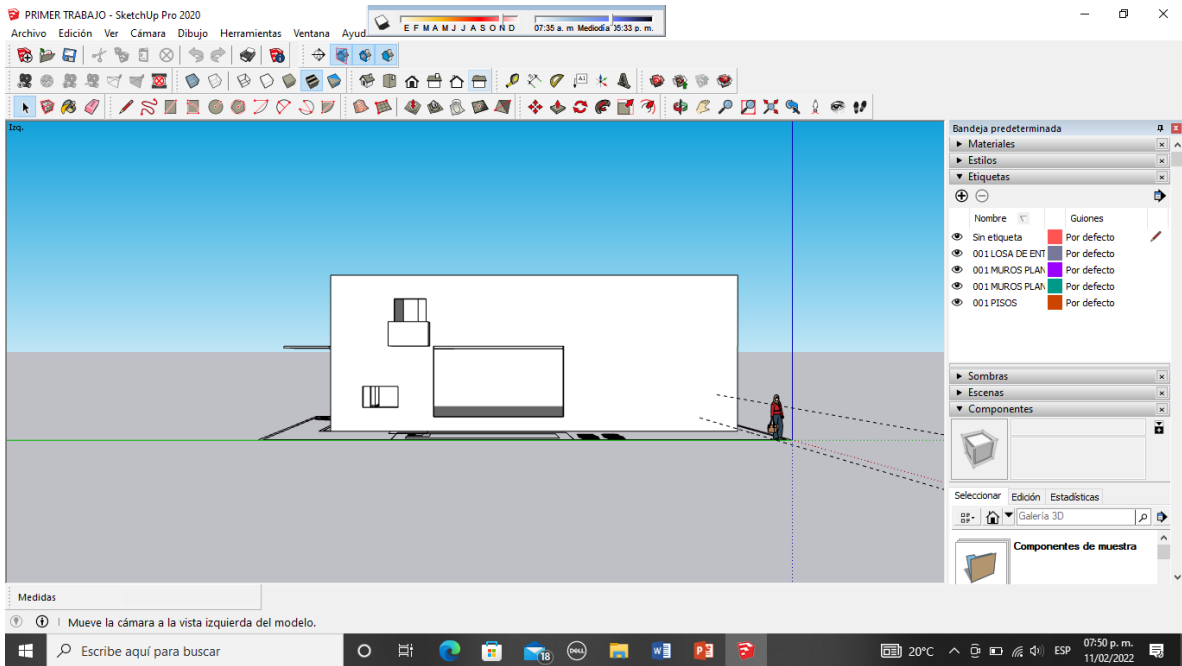 PRIMER TRABAJO - SketchUp Pro 2020
Archivo Edición Ver Cámara Dibujo Herramientas Ventana Ayud
E F M A M J J A S O N D 07:35 a. m Mediodía 05:33 p. m.
Izq.
Bandeja predeterminada
Materiales
Estilos
Etiquetas
Nombre Guiones
Sin etiqueta Por defecto
001 LOSA DE ENT Por defecto
001 MUROS PLAN Por defecto
001 MUROS PLAN Por defecto
001 PISOS Por defecto
Sombras
Escenas
Componentes
Seleccionar Edición Estadísticas
Galería 3D
Componentes de muestra
Medidas
Mueve la cámara a la vista izquierda del modelo.
Escribe aquí para buscar
18
DELL
20°C
ESP
07:50 p. m.
11/02/2022